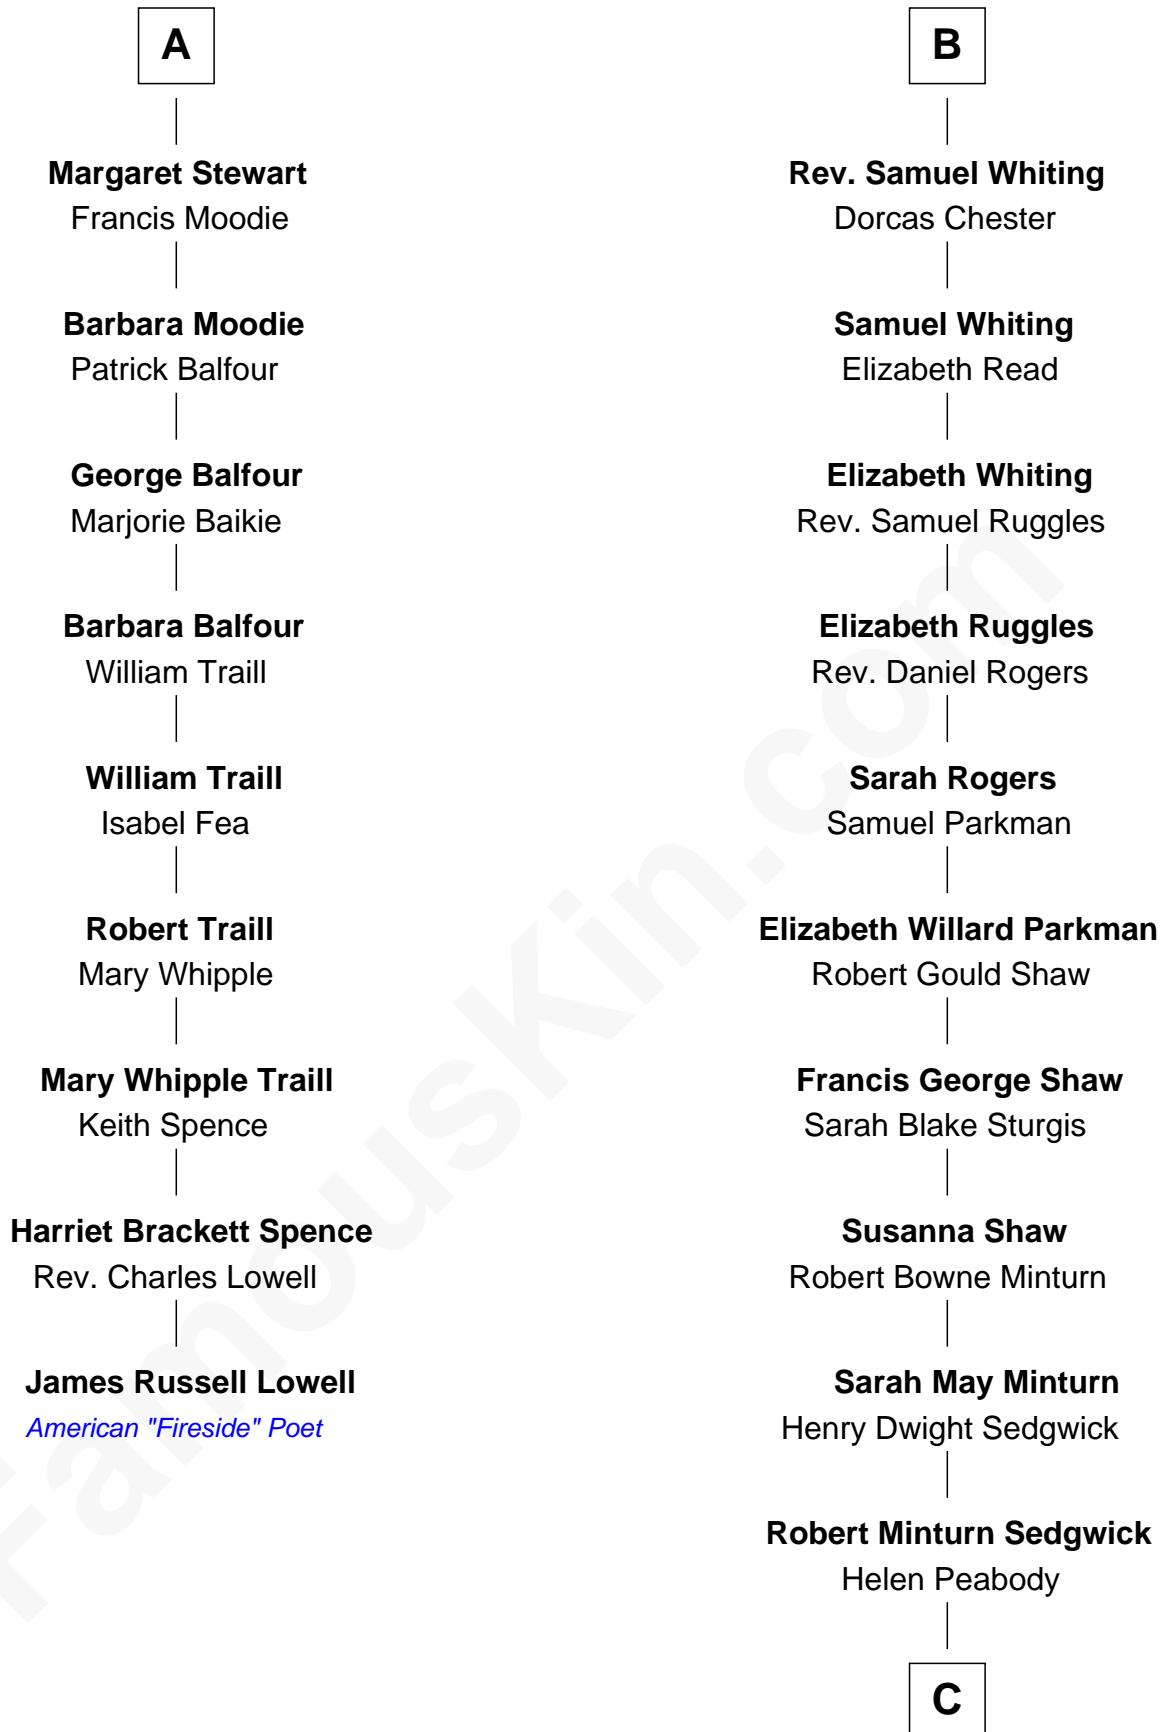 A
Margaret Stewart
Francis Moodie
Barbara Moodie
Patrick Balfour
George Balfour
Marjorie Baikie
Barbara Balfour
William Traill
William Traill
Isabel Fea
Robert Traill
Mary Whipple
Mary Whipple Traill
Keith Spence
Harriet Brackett Spence
Rev. Charles Lowell
James Russell Lowell
American "Fireside" Poet
B
Rev. Samuel Whiting
Dorcas Chester
Samuel Whiting
Elizabeth Read
Elizabeth Whiting
Rev. Samuel Ruggles
Elizabeth Ruggles
Rev. Daniel Rogers
Sarah Rogers
Samuel Parkman
Elizabeth Willard Parkman
Robert Gould Shaw
Francis George Shaw
Sarah Blake Sturgis
Susanna Shaw
Robert Bowne Minturn
Sarah May Minturn
Henry Dwight Sedgwick
Robert Minturn Sedgwick
Helen Peabody
C
FamousKin.com